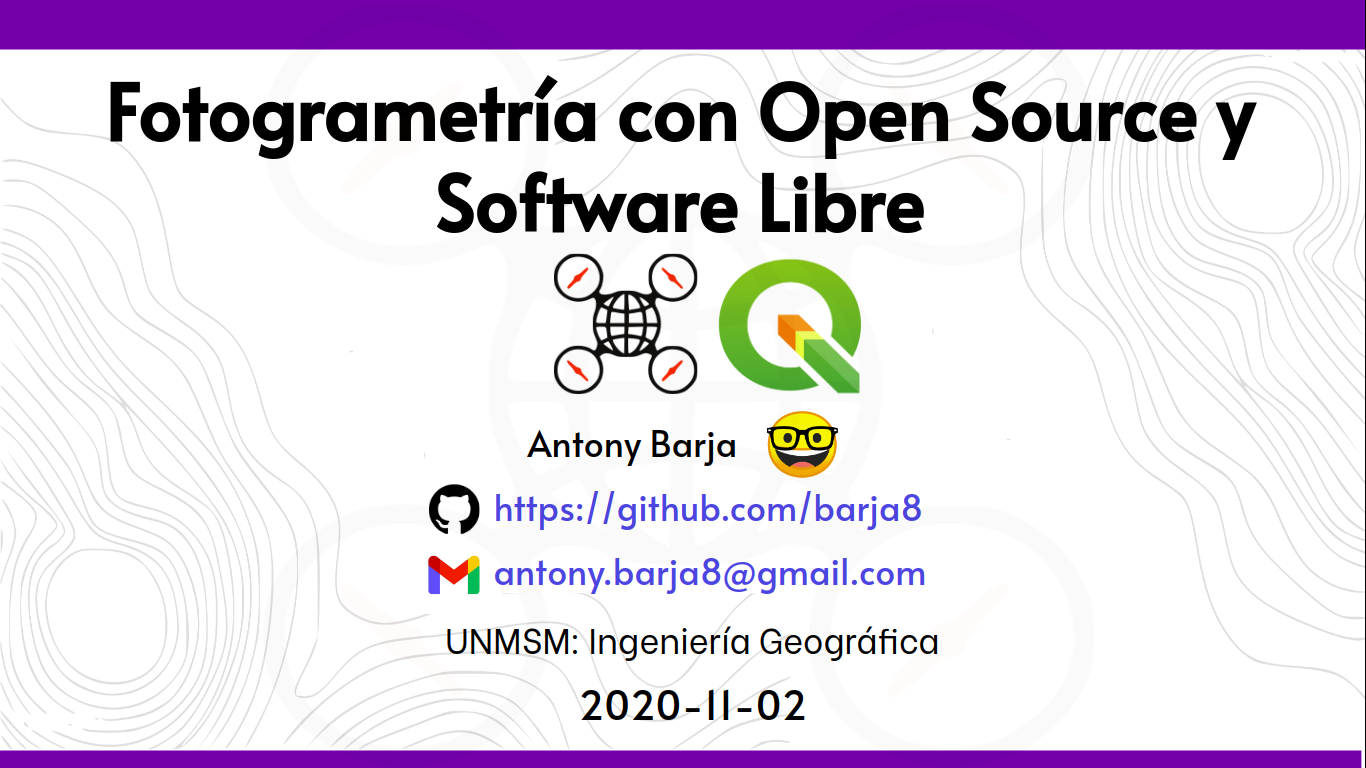 Fotogrametría con Open Source y
Software Libre
Antony Barja
https://github.com/barja8
antony.barja8@gmail.com
UNMSM: Ingeniería Geográfica
2020-11-02